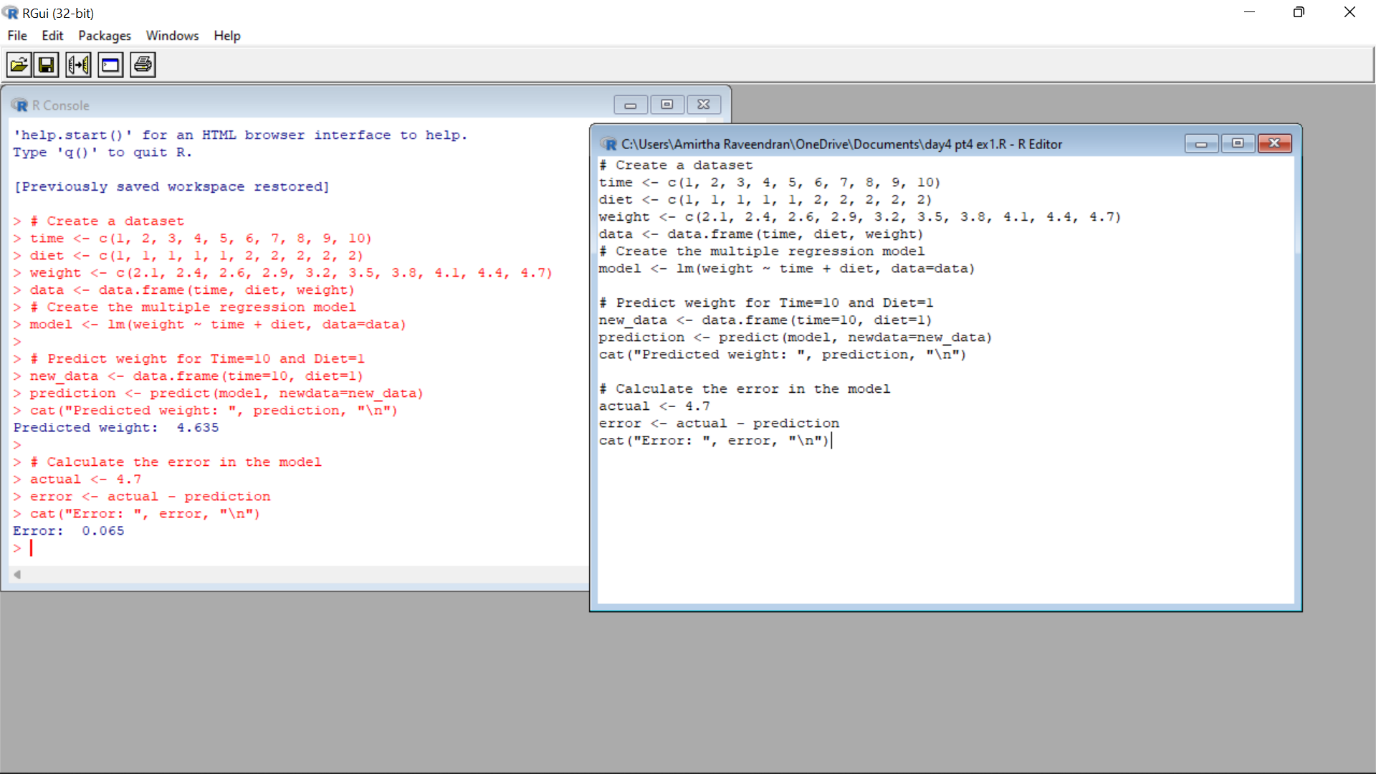 RGui (32-bit)
File Edit Packages Windows Help
R Console
'help.start()' for an HTML browser interface to help.
Type 'q()' to quit R.
[Previously saved workspace restored]
> # Create a dataset
> time <- c(1, 2, 3, 4, 5, 6, 7, 8, 9, 10)
> diet <- c(1, 1, 1, 1, 1, 2, 2, 2, 2, 2)
> weight <- c(2.1, 2.4, 2.6, 2.9, 3.2, 3.5, 3.8, 4.1, 4.4, 4.7)
> data <- data.frame(time, diet, weight)
> # Create the multiple regression model
> model <- lm(weight ~ time + diet, data=data)
>
> # Predict weight for Time=10 and Diet=1
> new_data <- data.frame(time=10, diet=1)
> prediction <- predict(model, newdata=new_data)
> cat("Predicted weight: ", prediction, "\n")
Predicted weight:  4.635
>
> # Calculate the error in the model
> actual <- 4.7
> error <- actual - prediction
> cat("Error: ", error, "\n")
Error:  0.065
>
C:\Users\Amirtha Raveendran\OneDrive\Documents\day4 pt4 ex1.R - R Editor
# Create a dataset
time <- c(1, 2, 3, 4, 5, 6, 7, 8, 9, 10)
diet <- c(1, 1, 1, 1, 1, 2, 2, 2, 2, 2)
weight <- c(2.1, 2.4, 2.6, 2.9, 3.2, 3.5, 3.8, 4.1, 4.4, 4.7)
data <- data.frame(time, diet, weight)
# Create the multiple regression model
model <- lm(weight ~ time + diet, data=data)
# Predict weight for Time=10 and Diet=1
new_data <- data.frame(time=10, diet=1)
prediction <- predict(model, newdata=new_data)
cat("Predicted weight: ", prediction, "\n")
# Calculate the error in the model
actual <- 4.7
error <- actual - prediction
cat("Error: ", error, "\n")